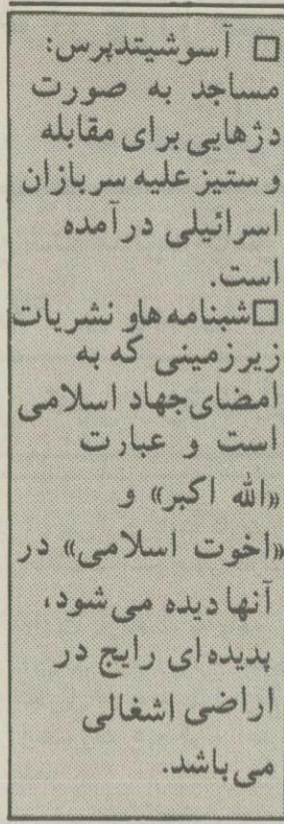 □ آسوشیتدپرس:
مساجد به صورت
دژهایی برای مقابله
و ستیز علیه سربازان
اسرائیلی درآمده
است.
□شبنامه‌ها و نشریات
زیرزمینی که به
امضای جهاد اسلامی
است و عبارت
«الله اکبر» و
«اخوت اسلامی» در
آنها دیده می‌شود،
پدیده‌ای رایج در
اراضی اشغالی
می‌باشد.